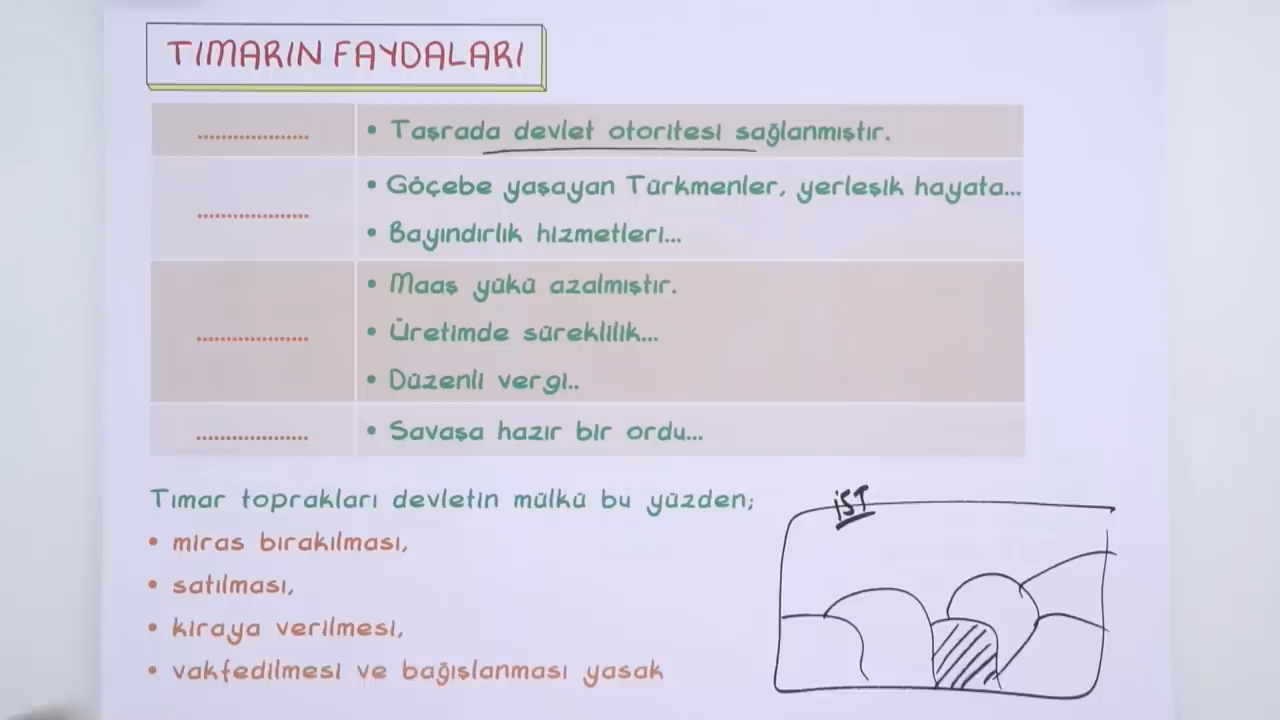 TIMARIN FAYDALARI
................... • Taşrada devlet otoritesi sağlanmıştır.
................... • Göçebe yaşayan Türkmenler, yerleşik hayata...
• Bayındırlık hizmetleri...
................... • Maaş yükü azalmıştır.
• Üretimde süreklilik...
• Düzenli vergi..
................... • Savaşa hazır bir ordu...
Tımar toprakları devletin mülkü bu yüzden;
• miras bırakılması,
• satılması,
• kiraya verilmesi,
• vakfedilmesi ve bağışlanması yasak
İST